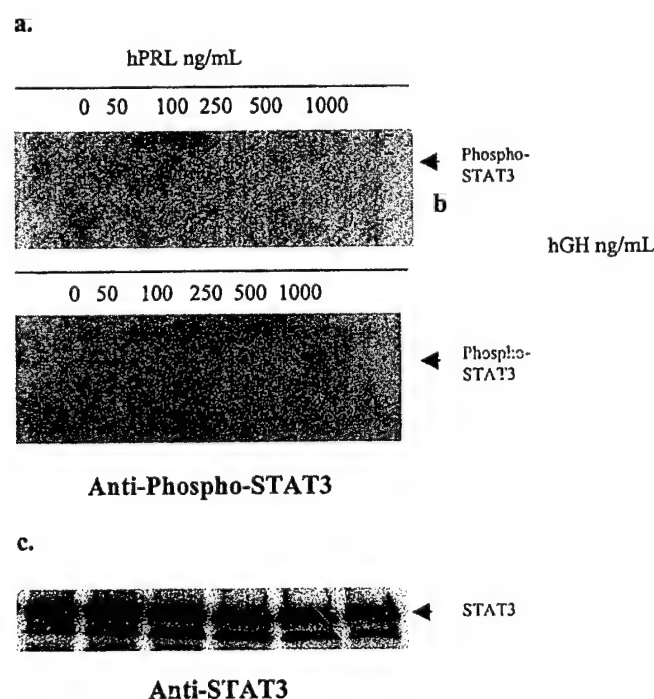 a.
hPRL ng/mL
0 50 100 250 500 1000
Phospho-
STAT3
b
hGH ng/mL
0 50 100 250 500 1000
Phospho-
STAT3
Anti-Phospho-STAT3
c.
STAT3
Anti-STAT3